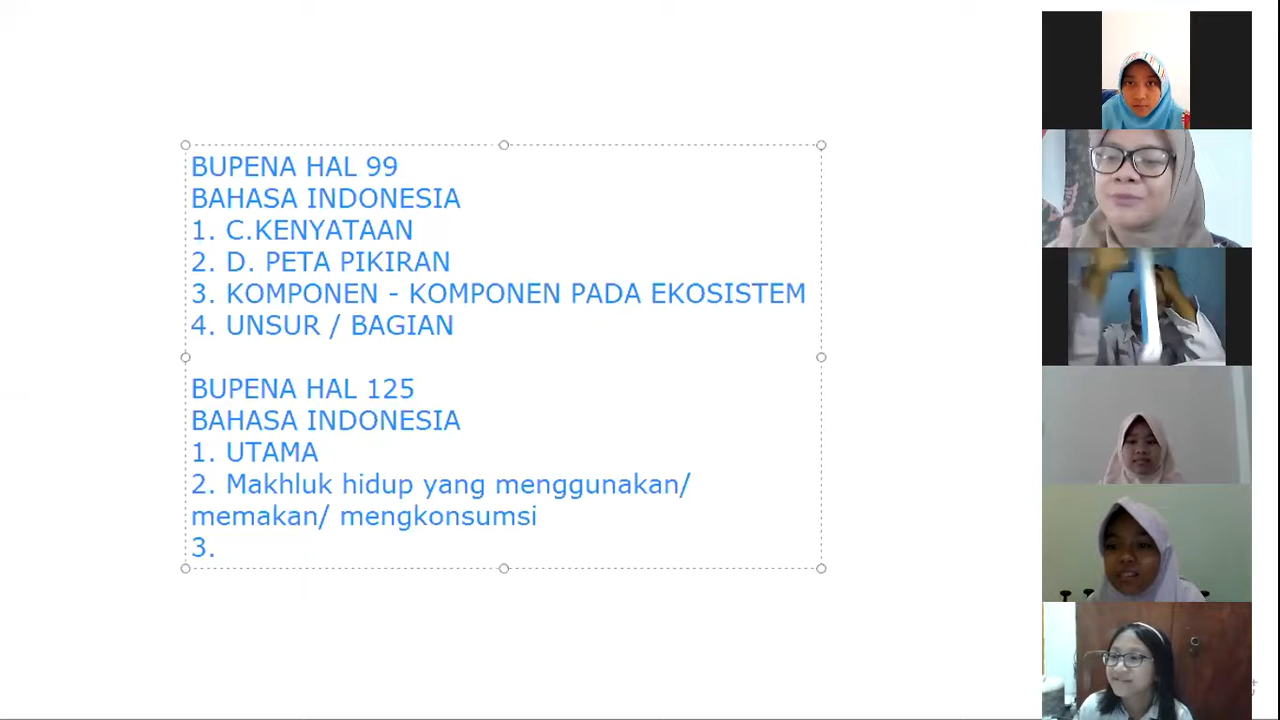 BUPENA HAL 99
BAHASA INDONESIA
1. C.KENYATAAN
2. D. PETA PIKIRAN
3. KOMPONEN - KOMPONEN PADA EKOSISTEM
4. UNSUR / BAGIAN
BUPENA HAL 125
BAHASA INDONESIA
1. UTAMA
2. Makhluk hidup yang menggunakan/
memakan/ mengkonsumsi
3.